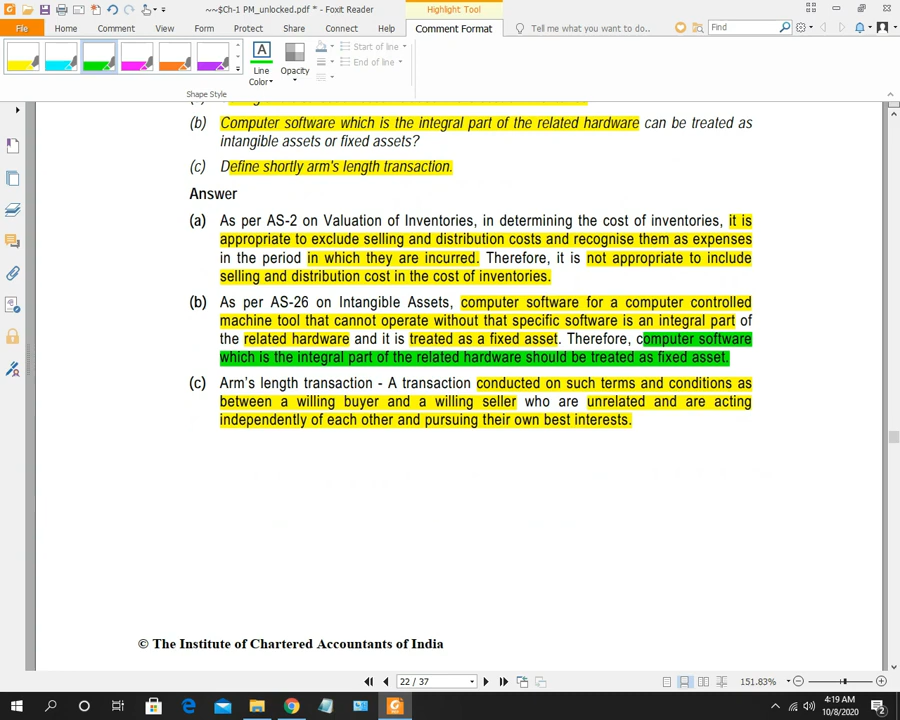 ~~$Ch-1 PM_unlocked.pdf * - Foxit Reader
Highlight Tool
File Home Comment View Form Protect Share Connect Help Comment Format Tell me what you want to do.. Find
Line Color
Opacity
Start of line
End of line
Shape Style
(b) Computer software which is the integral part of the related hardware can be treated as
intangible assets or fixed assets?
(c) Define shortly arm's length transaction.
Answer
(a) As per AS-2 on Valuation of Inventories, in determining the cost of inventories, it is
appropriate to exclude selling and distribution costs and recognise them as expenses
in the period in which they are incurred. Therefore, it is not appropriate to include
selling and distribution cost in the cost of inventories.
(b) As per AS-26 on Intangible Assets, computer software for a computer controlled
machine tool that cannot operate without that specific software is an integral part of
the related hardware and it is treated as a fixed asset. Therefore, computer software
which is the integral part of the related hardware should be treated as fixed asset.
(c) Arm's length transaction - A transaction conducted on such terms and conditions as
between a willing buyer and a willing seller who are unrelated and are acting
independently of each other and pursuing their own best interests.
© The Institute of Chartered Accountants of India
22 / 37
151.83%
4:19 AM
10/8/2020
2